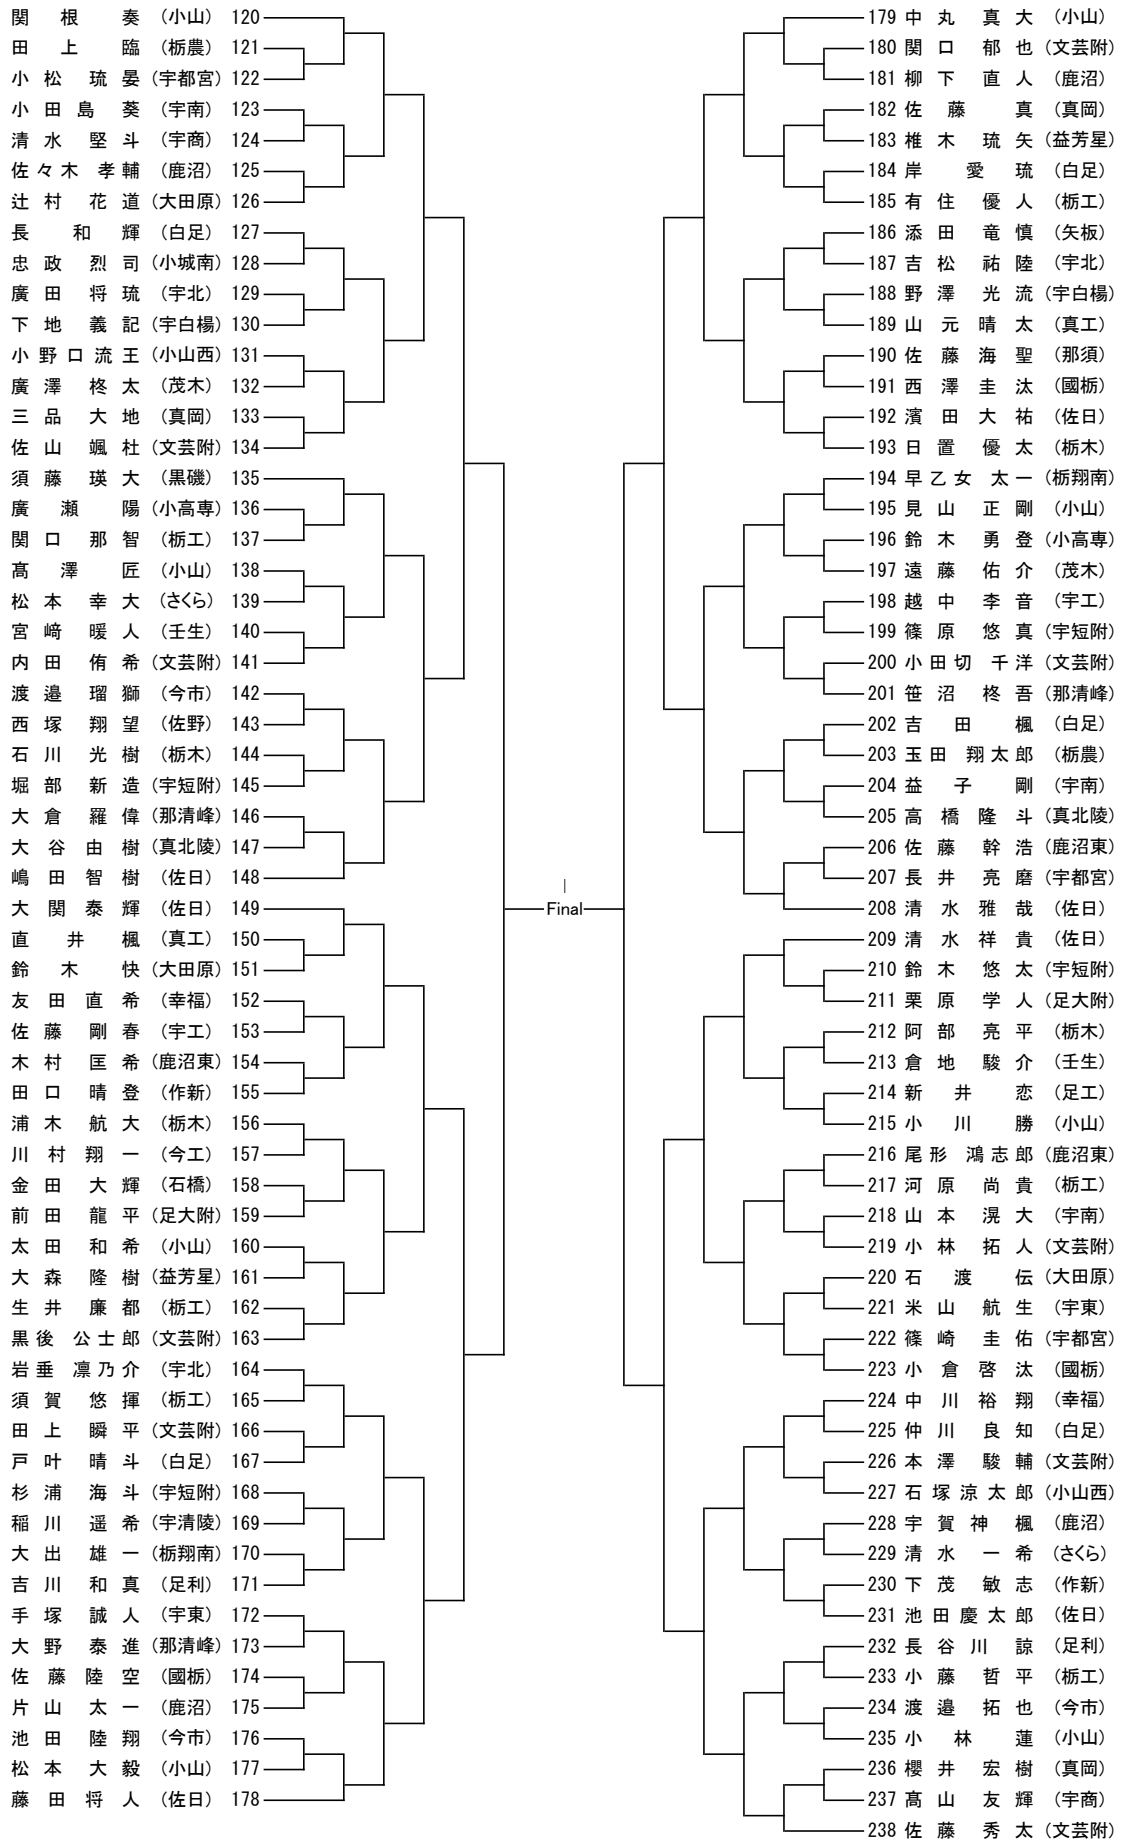 関根 奏 (小山) 120
田上 臨 (栃農) 121
小松 琉晏 (宇都宮) 122
小田島 葵 (宇南) 123
清水 堅斗 (宇商) 124
佐々木 孝輔 (鹿沼) 125
辻村 花道 (大田原) 126
長 和輝 (白足) 127
忠政 烈司 (小城南) 128
廣田 将琉 (宇北) 129
下地 義記 (宇白楊) 130
小野口 流王 (小山西) 131
廣澤 柊太 (茂木) 132
三品 大地 (真岡) 133
佐山 颯杜 (文芸附) 134
須藤 瑛大 (黒磯) 135
廣瀬 陽 (小高専) 136
関口 那智 (栃工) 137
髙澤 匠 (小山) 138
松本 幸大 (さくら) 139
宮﨑 暖人 (壬生) 140
内田 侑希 (文芸附) 141
渡邉 瑠獅 (今市) 142
西塚 翔望 (佐野) 143
石川 光樹 (栃木) 144
堀部 新造 (宇短附) 145
大倉 羅偉 (那清峰) 146
大谷 由樹 (真北陵) 147
嶋田 智樹 (佐日) 148
大関 泰輝 (佐日) 149
直井 楓 (真工) 150
鈴木 快 (大田原) 151
友田 直希 (幸福) 152
佐藤 剛春 (宇工) 153
木村 匡希 (鹿沼東) 154
田口 晴登 (作新) 155
浦木 航大 (栃木) 156
川村 翔一 (今工) 157
金田 大輝 (石橋) 158
前田 龍平 (足大附) 159
太田 和希 (小山) 160
大森 隆樹 (益芳星) 161
生井 廉都 (栃工) 162
黒後 公士郎 (文芸附) 163
岩垂 凛乃介 (宇北) 164
須賀 悠揮 (栃工) 165
田上 瞬平 (文芸附) 166
戸叶 晴斗 (白足) 167
杉浦 海斗 (宇短附) 168
稲川 遥希 (宇清陵) 169
大出 雄一 (栃翔南) 170
吉川 和真 (足利) 171
手塚 誠人 (宇東) 172
大野 泰進 (那清峰) 173
佐藤 陸空 (國栃) 174
片山 太一 (鹿沼) 175
池田 陸翔 (今市) 176
松本 大毅 (小山) 177
藤田 将人 (佐日) 178
Final
179 中丸 真大 (小山)
180 関口 郁也 (文芸附)
181 柳下 直人 (鹿沼)
182 佐藤 真 (真岡)
183 椎木 琉矢 (益芳星)
184 岸 愛琉 (白足)
185 有住 優人 (栃工)
186 添田 竜慎 (矢板)
187 吉松 祐陸 (宇北)
188 野澤 光流 (宇白楊)
189 山元 晴太 (真工)
190 佐藤 海聖 (那須)
191 西澤 圭汰 (國栃)
192 濱田 大祐 (佐日)
193 日置 優太 (栃木)
194 早乙女 太一 (栃翔南)
195 見山 正剛 (小山)
196 鈴木 勇登 (小高専)
197 遠藤 佑介 (茂木)
198 越中 李音 (宇工)
199 篠原 悠真 (宇短附)
200 小田切 千洋 (文芸附)
201 笹沼 柊吾 (那清峰)
202 吉田 楓 (白足)
203 玉田 翔太郎 (栃農)
204 益子 剛 (宇南)
205 高橋 隆斗 (真北陵)
206 佐藤 幹浩 (鹿沼東)
207 長井 亮磨 (宇都宮)
208 清水 雅哉 (佐日)
209 清水 祥貴 (佐日)
210 鈴木 悠太 (宇短附)
211 栗原 学人 (足大附)
212 阿部 亮平 (栃木)
213 倉地 駿介 (壬生)
214 新井 恋 (足工)
215 小川 勝 (小山)
216 尾形 鴻志郎 (鹿沼東)
217 河原 尚貴 (栃工)
218 山本 滉大 (宇南)
219 小林 拓人 (文芸附)
220 石渡 伝 (大田原)
221 米山 航生 (宇東)
222 篠崎 圭佑 (宇都宮)
223 小倉 啓汰 (國栃)
224 中川 裕翔 (幸福)
225 仲川 良知 (白足)
226 本澤 駿輔 (文芸附)
227 石塚 涼太郎 (小山西)
228 宇賀神 楓 (鹿沼)
229 清水 一希 (さくら)
230 下茂 敏志 (作新)
231 池田 慶太郎 (佐日)
232 長谷川 諒 (足利)
233 小藤 哲平 (栃工)
234 渡邉 拓也 (今市)
235 小林 蓮 (小山)
236 櫻井 宏樹 (真岡)
237 髙山 友輝 (宇商)
238 佐藤 秀太 (文芸附)